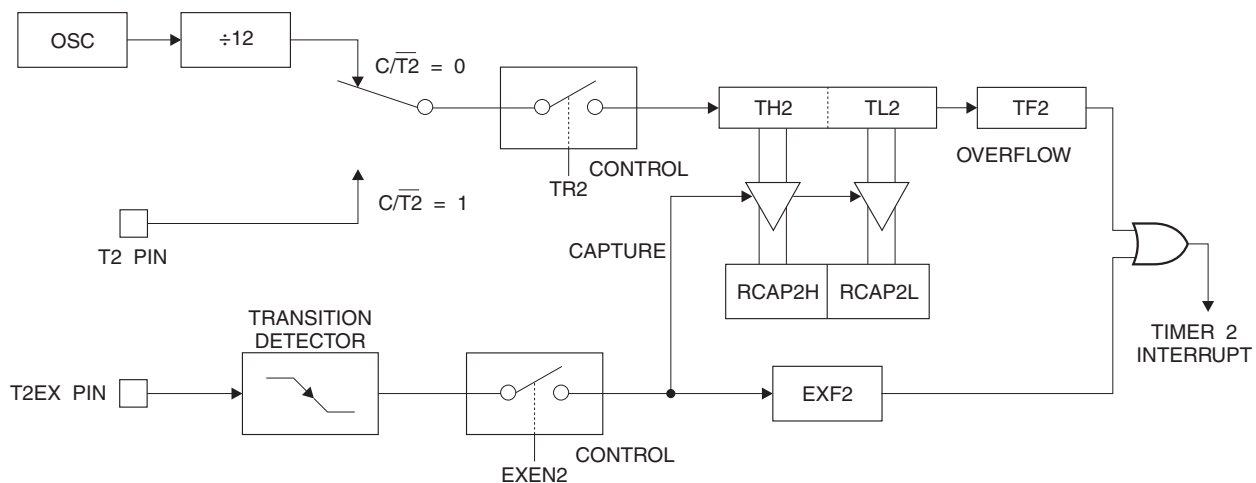 OSC
÷12
C/T2̅ = 0
TH2
TL2
TF2
OVERFLOW
CONTROL
TR2
C/T2̅ = 1
T2 PIN
CAPTURE
RCAP2H
RCAP2L
TRANSITION
DETECTOR
TIMER 2
INTERRUPT
T2EX PIN
EXF2
CONTROL
EXEN2